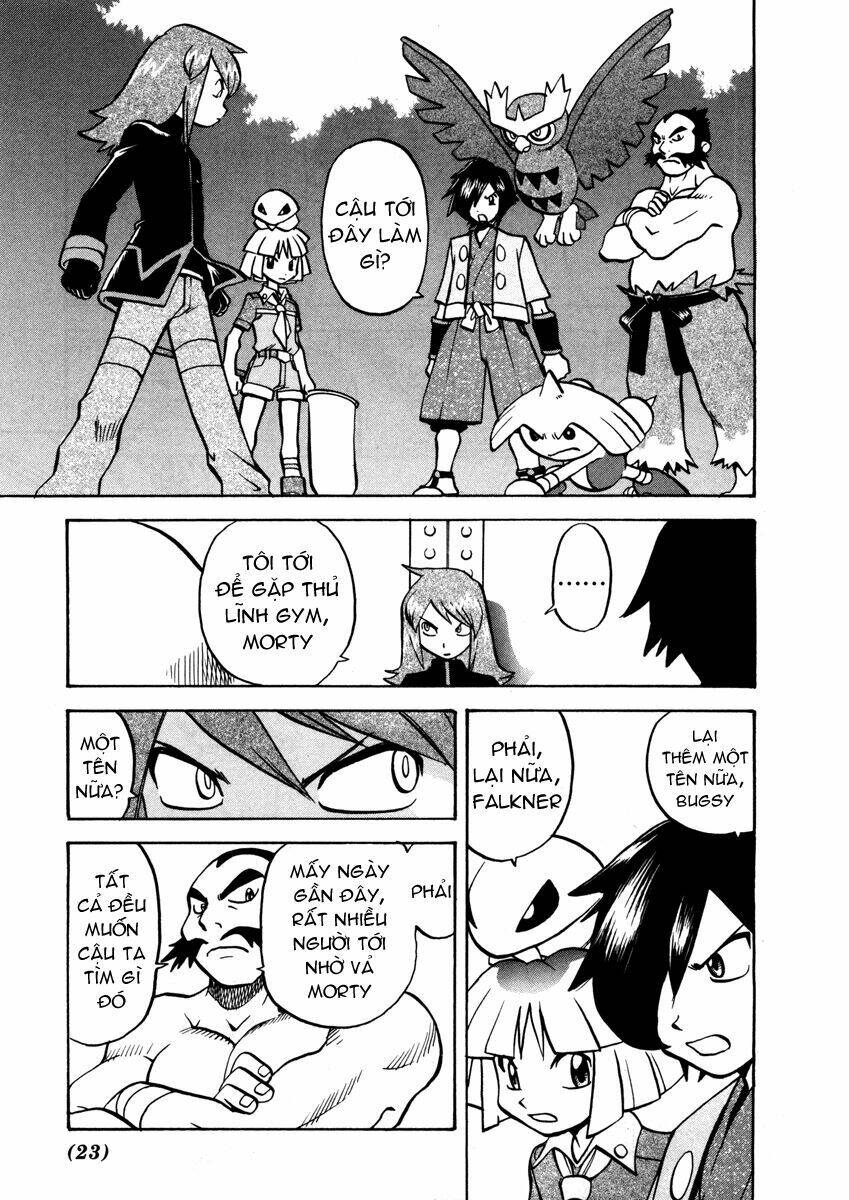 CẬU TỚI
ĐÂY LÀM
GÌ?
........
TÔI TỚI
ĐỂ GẶP THỦ
LĨNH GYM,
MORTY
LẠI
THÊM MỘT
TÊN NỮA,
BUGSY
PHẢI,
LẠI NỮA,
FALKNER
MỘT
TÊN
NỮA?
PHẢI
MẤY NGÀY
GẦN ĐÂY,
RẤT NHIỀU
NGƯỜI TỚI
NHỜ VẢ
MORTY
TẤT
CẢ ĐỀU
MUỐN
CẬU TA
TÌM GÌ
ĐÓ
(23)